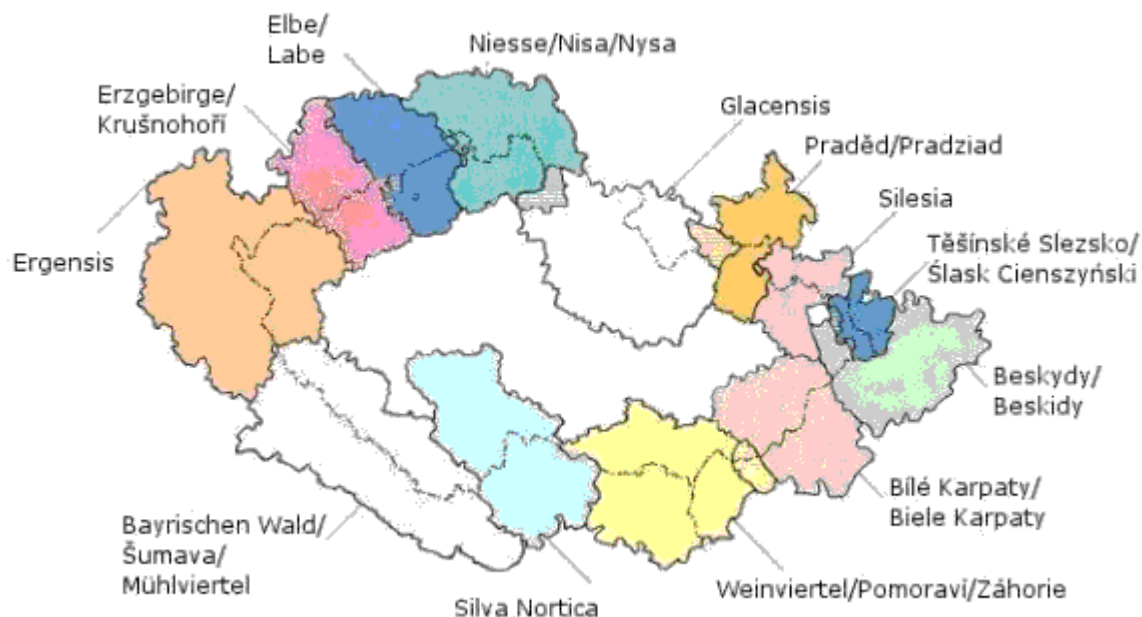 Elbe/
Labe
Niesse/Nisa/Nysa
Erzgebirge/
Krušnohoří
Glacensis
Praděd/Pradziad
Silesia
Těšínské Slezsko/
Ślask Cienszyński
Ergensis
Beskydy/
Beskidy
Bílé Karpaty/
Biele Karpaty
Bayrischen Wald/
Šumava/
Mühlviertel
Silva Nortica
Weinviertel/Pomoraví/Záhorie